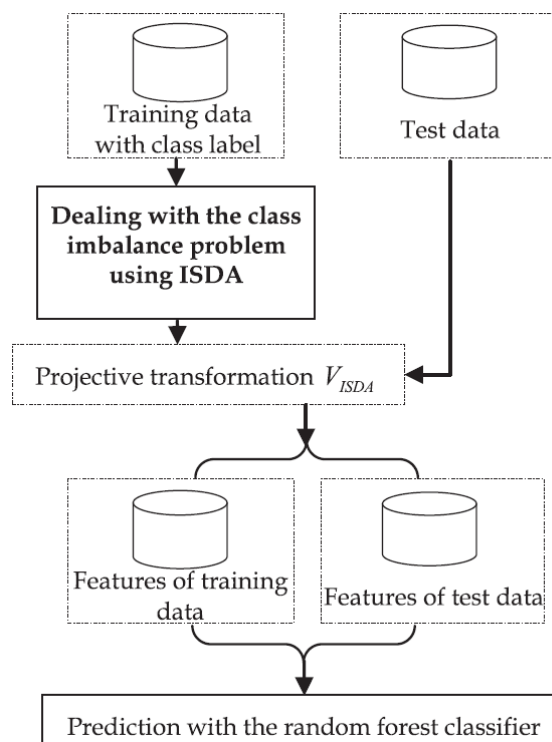 Training data
with class label
Test data
Dealing with the class
imbalance problem
using ISDA
Projective transformation V_ISDA
Features of training
data
Features of test data
Prediction with the random forest classifier